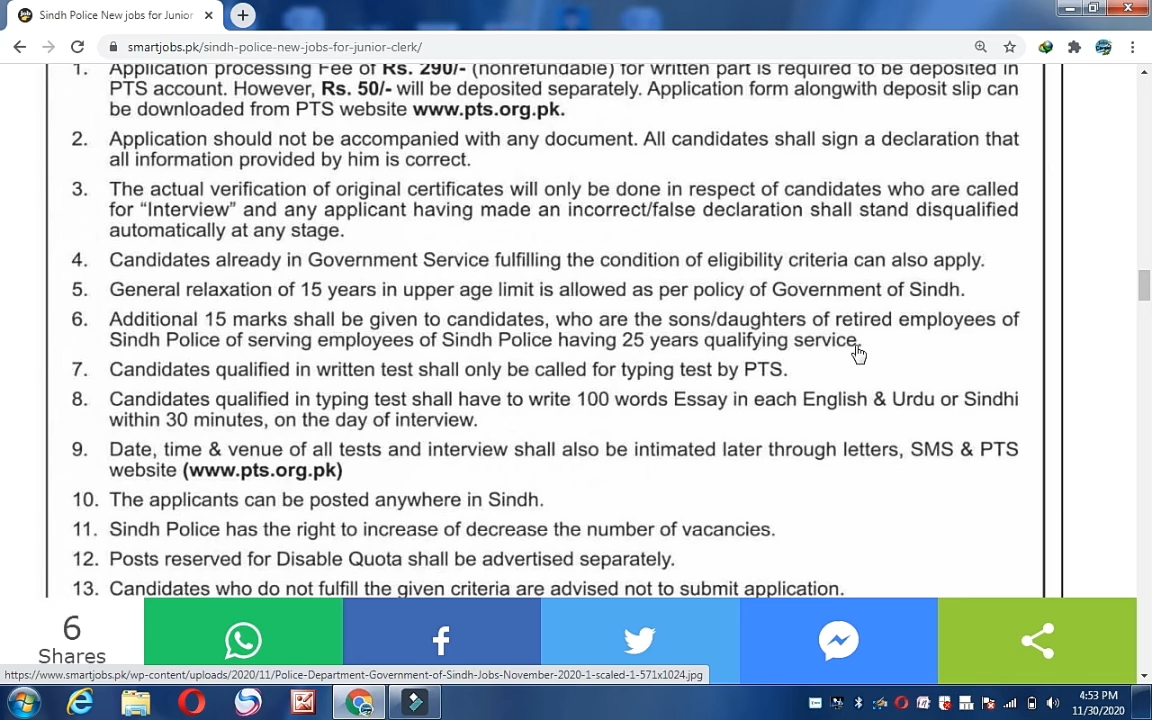 Sindh Police New jobs for Junior
smartjobs.pk/sindh-police-new-jobs-for-junior-clerk/
1. Application processing Fee of Rs. 290/- (nonrefundable) for written part is required to be deposited in
PTS account. However, Rs. 50/- will be deposited separately. Application form alongwith deposit slip can
be downloaded from PTS website www.pts.org.pk.
2. Application should not be accompanied with any document. All candidates shall sign a declaration that
all information provided by him is correct.
3. The actual verification of original certificates will only be done in respect of candidates who are called
for “Interview” and any applicant having made an incorrect/false declaration shall stand disqualified
automatically at any stage.
4. Candidates already in Government Service fulfilling the condition of eligibility criteria can also apply.
5. General relaxation of 15 years in upper age limit is allowed as per policy of Government of Sindh.
6. Additional 15 marks shall be given to candidates, who are the sons/daughters of retired employees of
Sindh Police of serving employees of Sindh Police having 25 years qualifying service.
7. Candidates qualified in written test shall only be called for typing test by PTS.
8. Candidates qualified in typing test shall have to write 100 words Essay in each English & Urdu or Sindhi
within 30 minutes, on the day of interview.
9. Date, time & venue of all tests and interview shall also be intimated later through letters, SMS & PTS
website (www.pts.org.pk)
10. The applicants can be posted anywhere in Sindh.
11. Sindh Police has the right to increase of decrease the number of vacancies.
12. Posts reserved for Disable Quota shall be advertised separately.
13. Candidates who do not fulfill the given criteria are advised not to submit application.
6
Shares
https://www.smartjobs.pk/wp-content/uploads/2020/11/Police-Department-Government-of-Sindh-Jobs-November-2020-1-scaled-1-571x1024.jpg
4:53 PM
11/30/2020